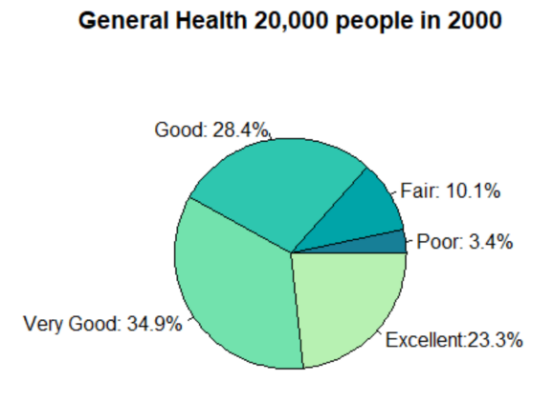 General Health 20,000 people in 2000
Good: 28.4%
Fair: 10.1%
Poor: 3.4%
Very Good: 34.9%
Excellent:23.3%